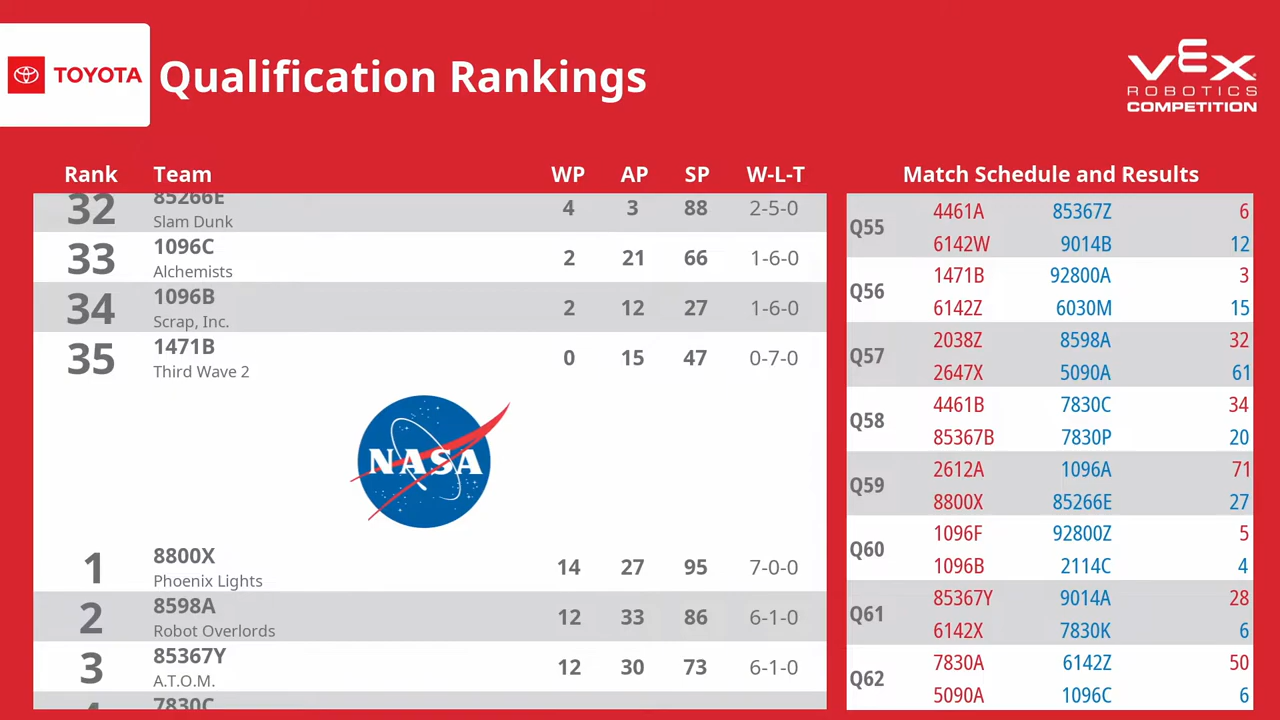 TOYOTA
Qualification Rankings
VEX
ROBOTICS
COMPETITION
Rank Team WP AP SP W-L-T
32 85266E 4 3 88 2-5-0
Slam Dunk
33 1096C 2 21 66 1-6-0
Alchemists
34 1096B 2 12 27 1-6-0
Scrap, Inc.
35 1471B 0 15 47 0-7-0
Third Wave 2
NASA
1 8800X 14 27 95 7-0-0
Phoenix Lights
2 8598A 12 33 86 6-1-0
Robot Overlords
3 85367Y 12 30 73 6-1-0
A.T.O.M.
4 7830C
Match Schedule and Results
Q55
4461A 85367Z 6
6142W 9014B 12
Q56
1471B 92800A 3
6142Z 6030M 15
Q57
2038Z 8598A 32
2647X 5090A 61
Q58
4461B 7830C 34
85367B 7830P 20
Q59
2612A 1096A 71
8800X 85266E 27
Q60
1096F 92800Z 5
1096B 2114C 4
Q61
85367Y 9014A 28
6142X 7830K 6
Q62
7830A 6142Z 50
5090A 1096C 6